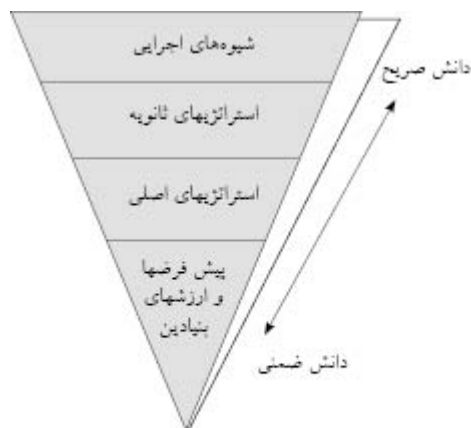 شیوه‌های اجرایی
دانش صریح
استراتژیهای ثانویه
استراتژیهای اصلی
پیش فرضها
و ارزشهای
بنیادین
دانش ضمنی